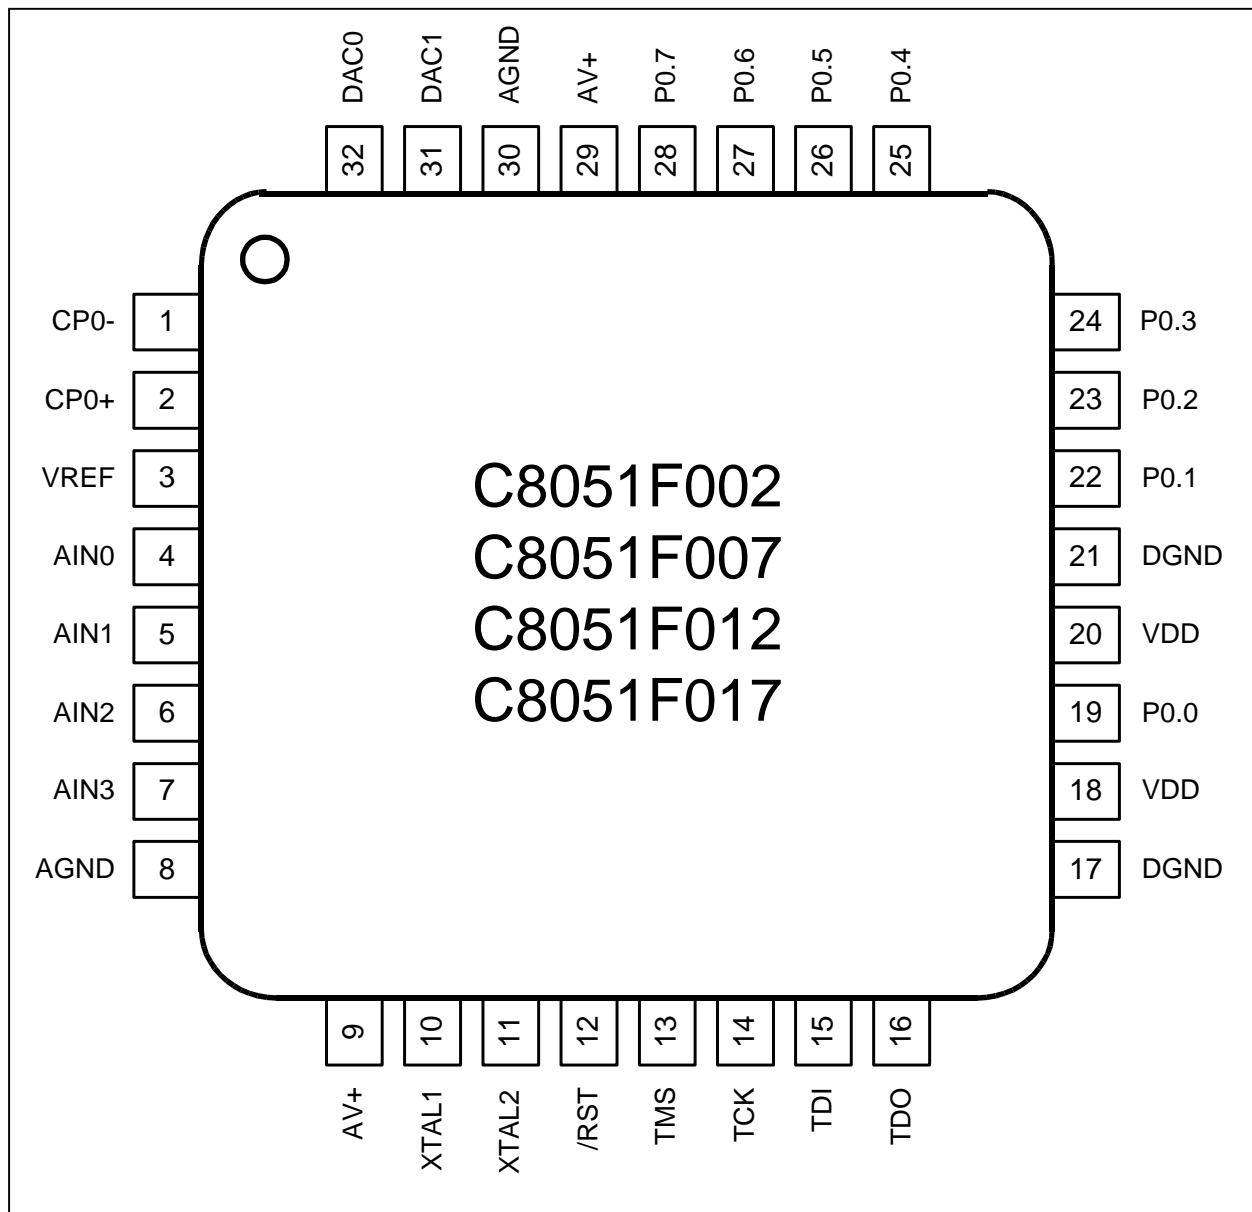 DAC0 DAC1 AGND AV+ P0.7 P0.6 P0.5 P0.4
32 31 30 29 28 27 26 25
CP0- 1
CP0+ 2
VREF 3
AIN0 4
AIN1 5
AIN2 6
AIN3 7
AGND 8
C8051F002
C8051F007
C8051F012
C8051F017
24 P0.3
23 P0.2
22 P0.1
21 DGND
20 VDD
19 P0.0
18 VDD
17 DGND
9 10 11 12 13 14 15 16
AV+ XTAL1 XTAL2 /RST TMS TCK TDI TDO